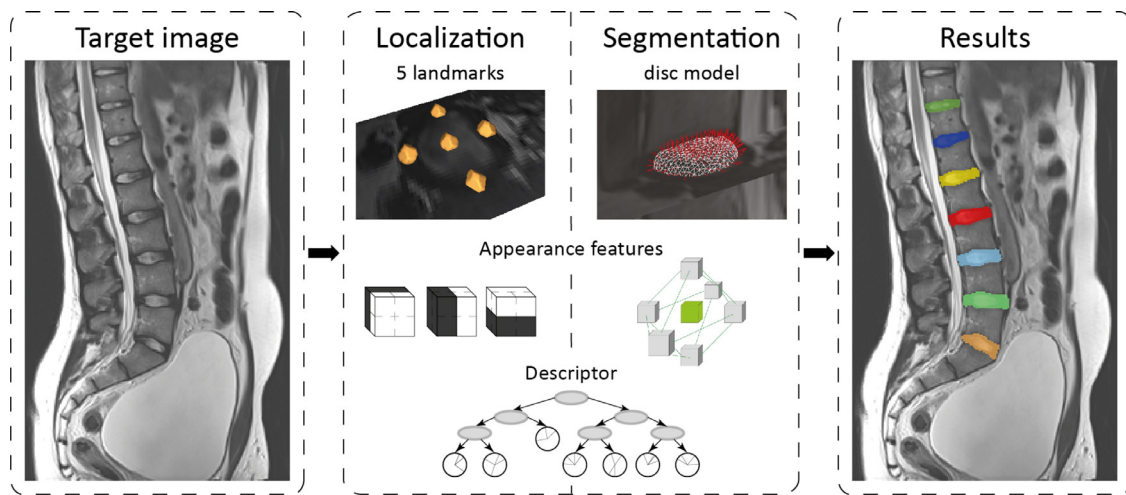 Target image
Localization
5 landmarks
Segmentation
disc model
Appearance features
Descriptor
Results